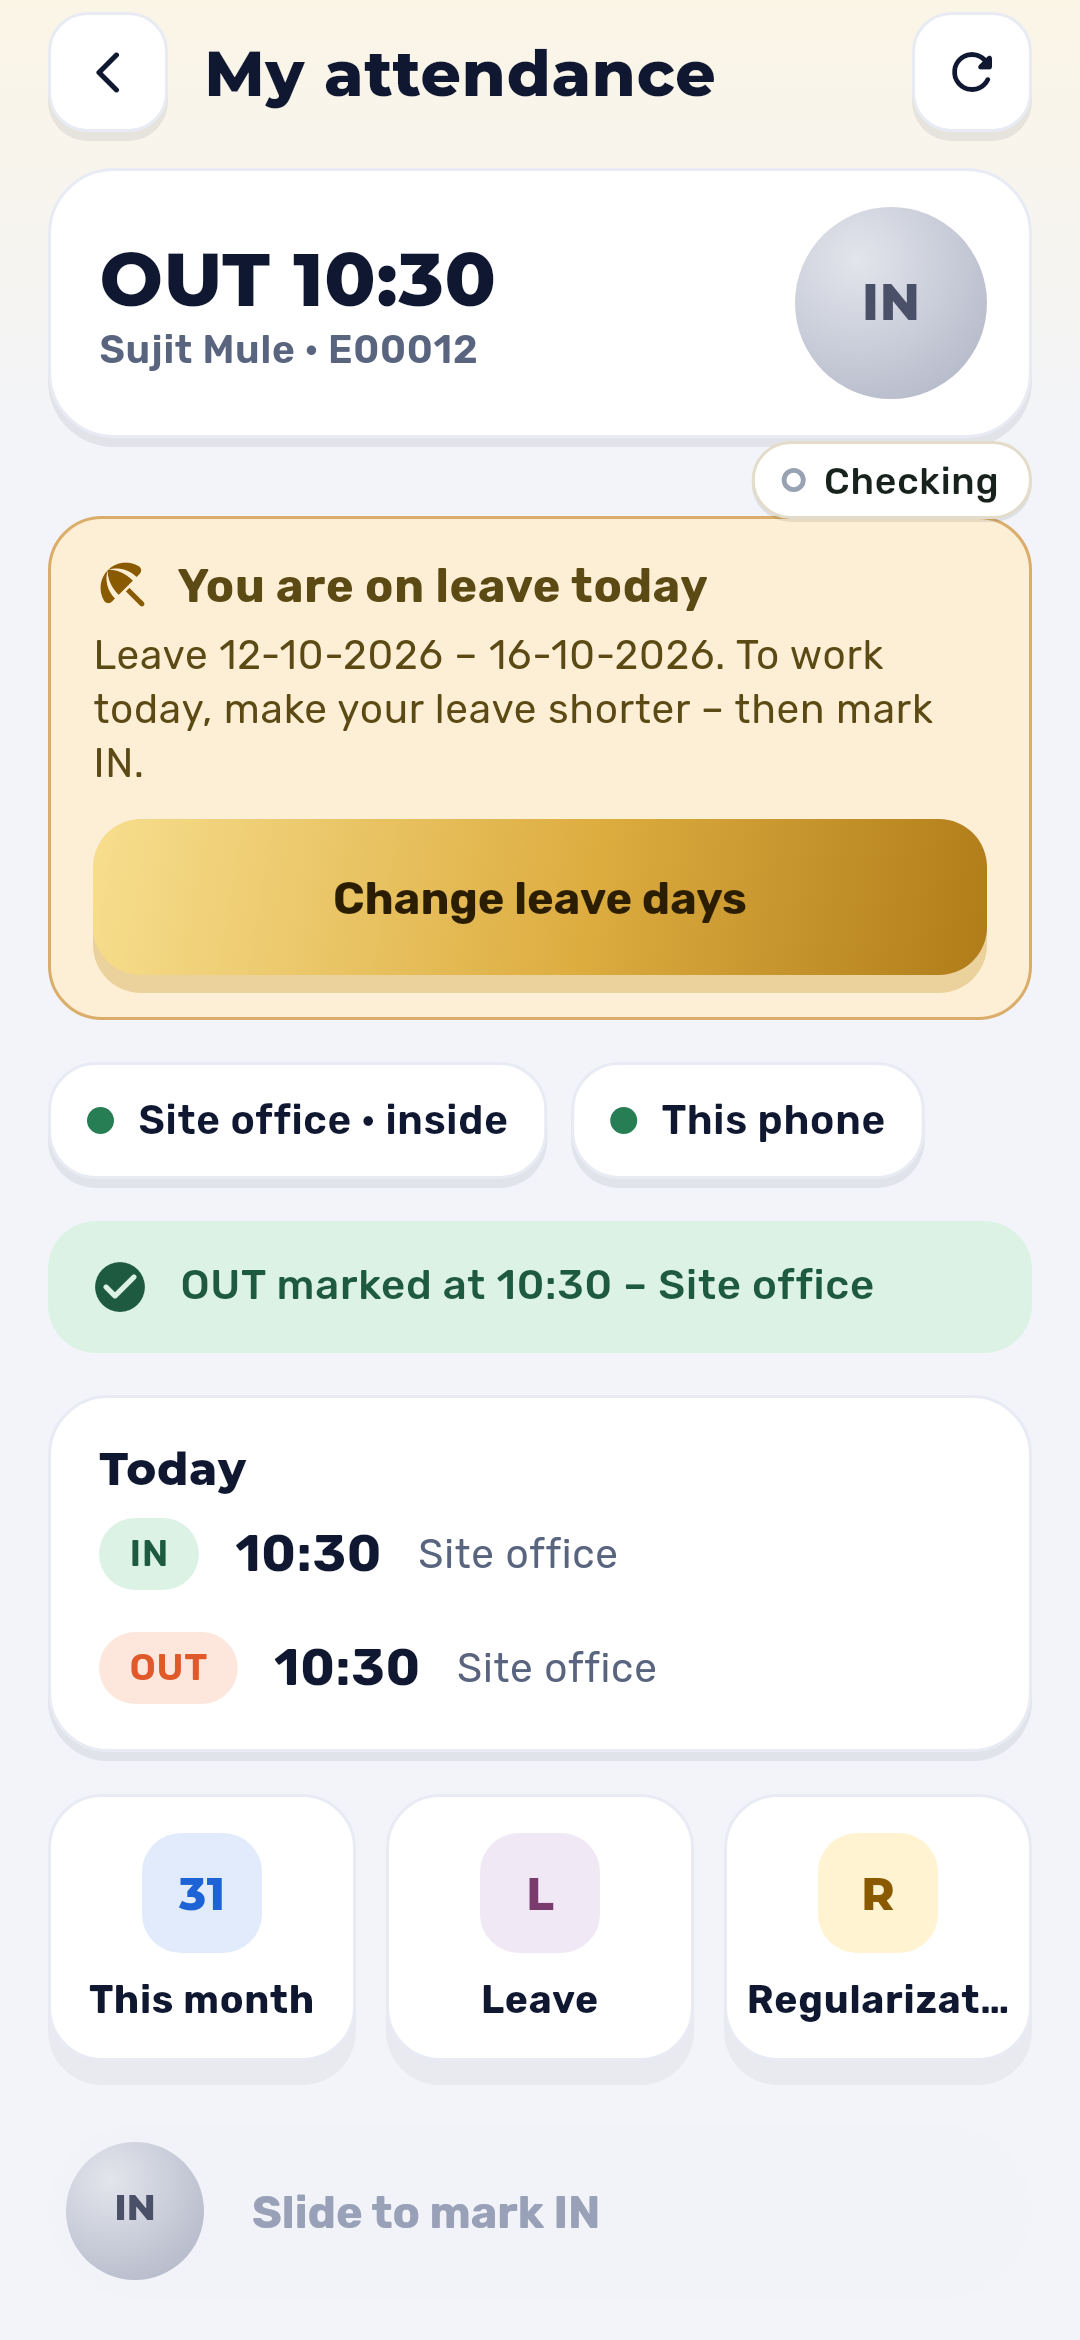 My attendance
OUT 10:30
Sujit Mule • E00012
IN
Checking
You are on leave today
Leave 12-10-2026 – 16-10-2026. To work
today, make your leave shorter – then mark
IN.
Change leave days
Site office • inside
This phone
OUT marked at 10:30 – Site office
Today
IN 10:30 Site office
OUT 10:30 Site office
31
This month
L
Leave
R
Regularizat...
IN
Slide to mark IN